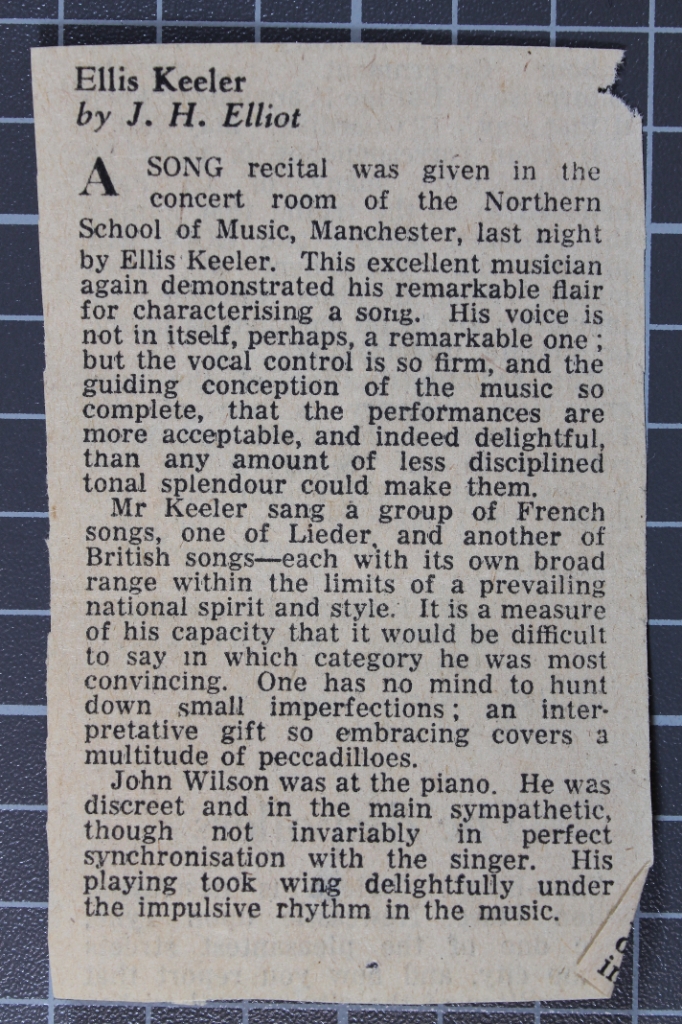 Ellis Keeler
by J. H. Elliot
A SONG recital was given in the
concert room of the Northern
School of Music, Manchester, last night
by Ellis Keeler. This excellent musician
again demonstrated his remarkable flair
for characterising a song. His voice is
not in itself, perhaps, a remarkable one;
but the vocal control is so firm, and the
guiding conception of the music so
complete, that the performances are
more acceptable, and indeed delightful,
than any amount of less disciplined
tonal splendour could make them.
Mr Keeler sang a group of French
songs, one of Lieder, and another of
British songs—each with its own broad
range within the limits of a prevailing
national spirit and style. It is a measure
of his capacity that it would be difficult
to say in which category he was most
convincing. One has no mind to hunt
down small imperfections; an inter-
pretative gift so embracing covers a
multitude of peccadilloes.
John Wilson was at the piano. He was
discreet and in the main sympathetic,
though not invariably in perfect
synchronisation with the singer. His
playing took wing delightfully under
the impulsive rhythm in the music.